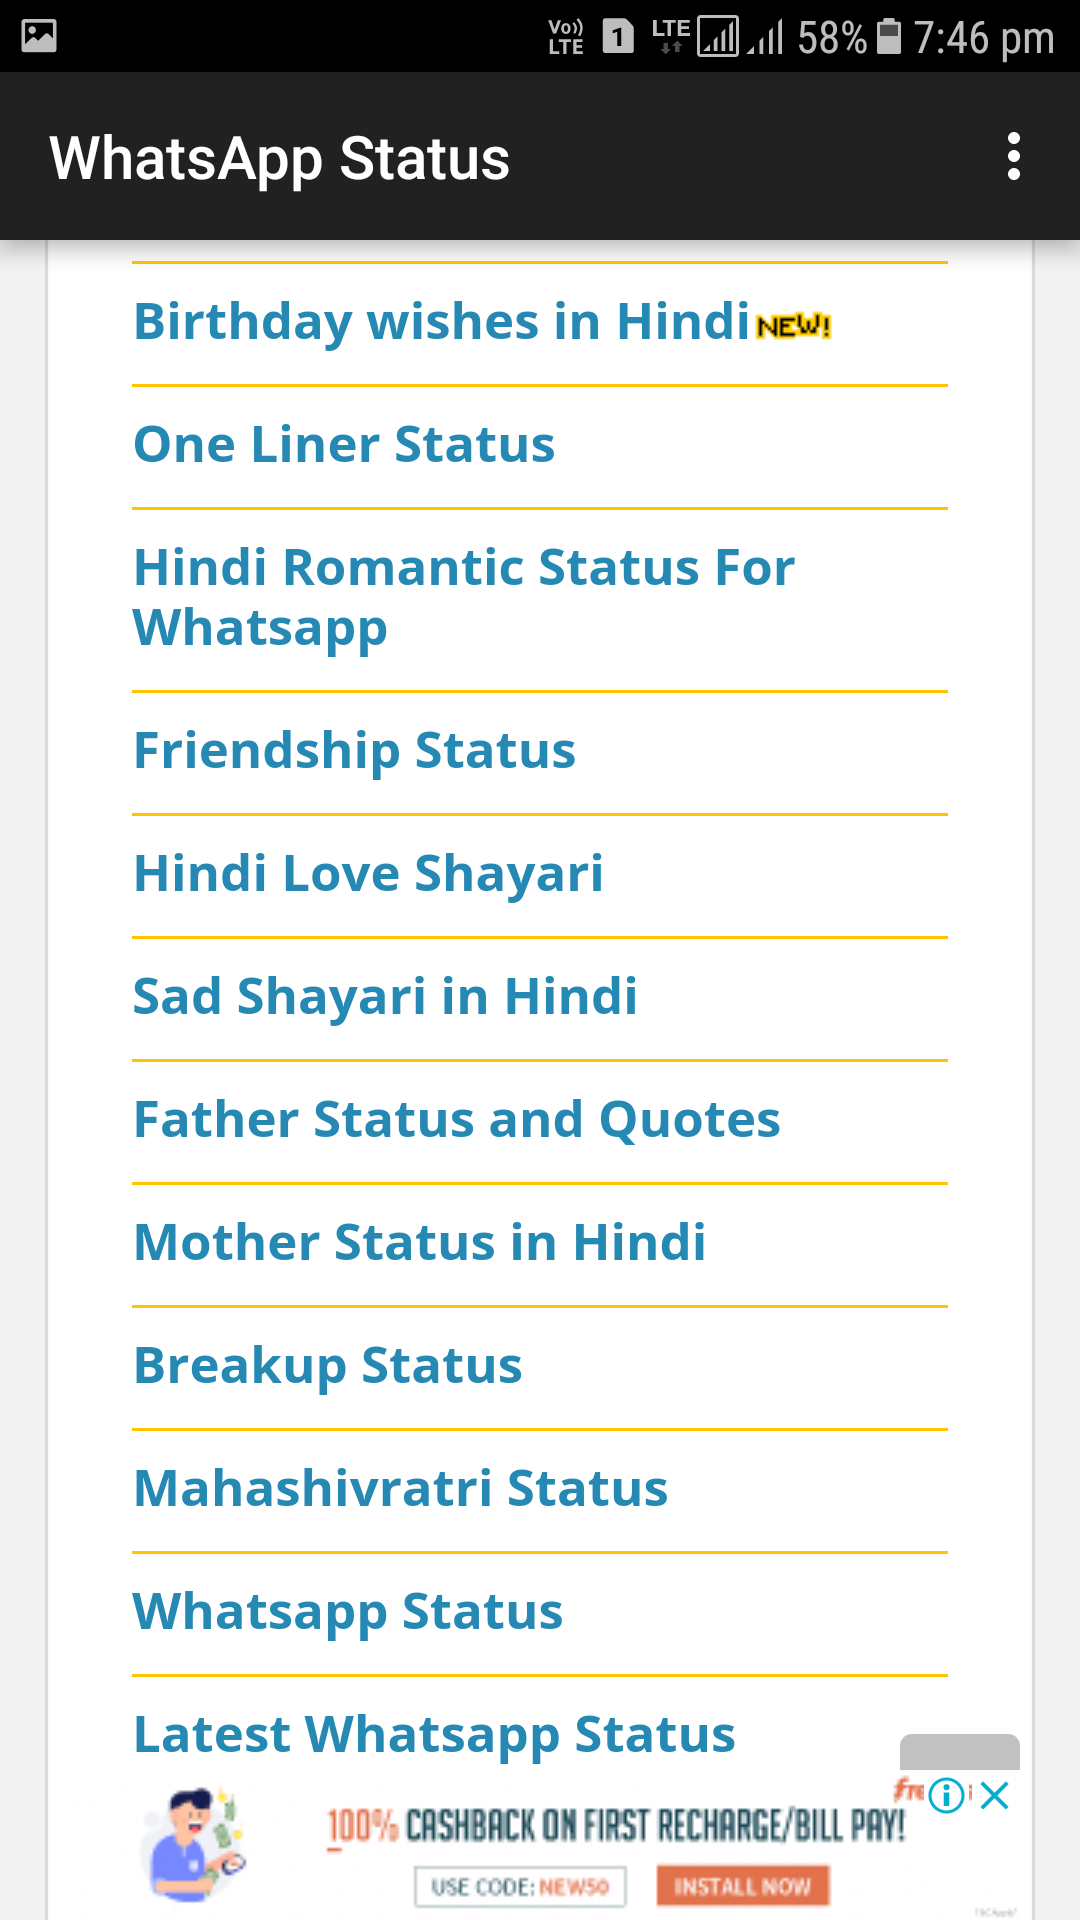 Vo)) LTE 1 LTE 58% 7:46 pm
WhatsApp Status
Birthday wishes in Hindi NEW!
One Liner Status
Hindi Romantic Status For
Whatsapp
Friendship Status
Hindi Love Shayari
Sad Shayari in Hindi
Father Status and Quotes
Mother Status in Hindi
Breakup Status
Mahashivratri Status
Whatsapp Status
Latest Whatsapp Status
100% CASHBACK ON FIRST RECHARGE/BILL PAY!
USE CODE: NEW50
INSTALL NOW